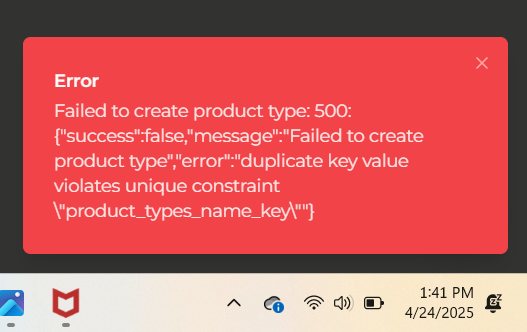 Error
Failed to create product type: 500:
{"success":false,"message":"Failed to create
product type","error":"duplicate key value
violates unique constraint
\"product_types_name_key\""}
1:41 PM
4/24/2025